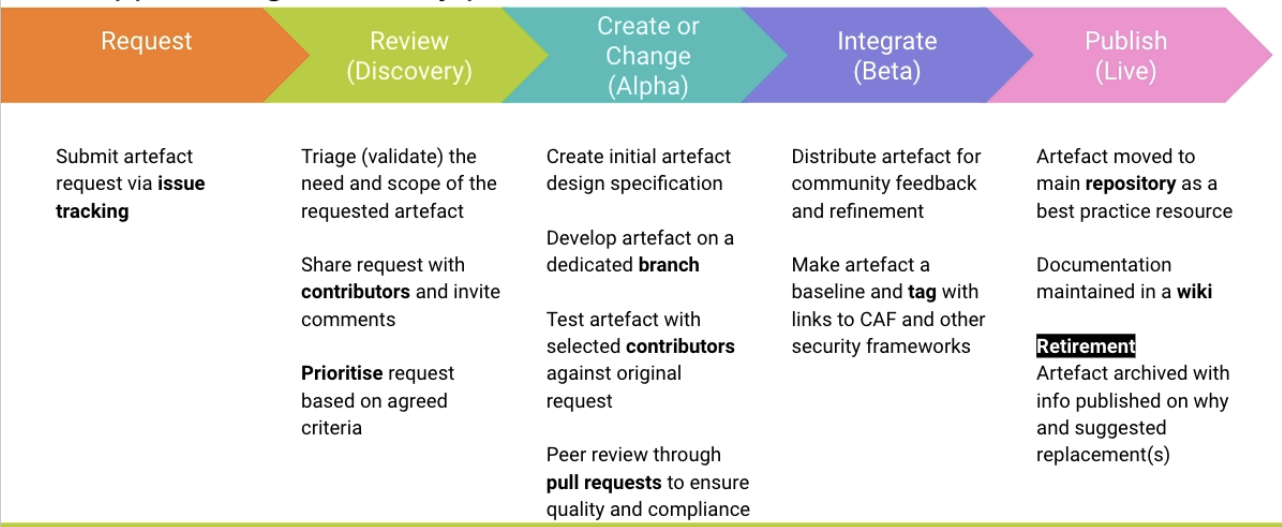 Request
Review
(Discovery)
Create or
Change
(Alpha)
Integrate
(Beta)
Publish
(Live)
Submit artefact
request via issue
tracking
Triage (validate) the
need and scope of the
requested artefact
Share request with
contributors and invite
comments
Prioritise request
based on agreed
criteria
Create initial artefact
design specification
Develop artefact on a
dedicated branch
Test artefact with
selected contributors
against original
request
Peer review through
pull requests to ensure
quality and compliance
Distribute artefact for
community feedback
and refinement
Make artefact a
baseline and tag with
links to CAF and other
security frameworks
Artefact moved to
main repository as a
best practice resource
Documentation
maintained in a wiki
Retirement
Artefact archived with
info published on why
and suggested
replacement(s)